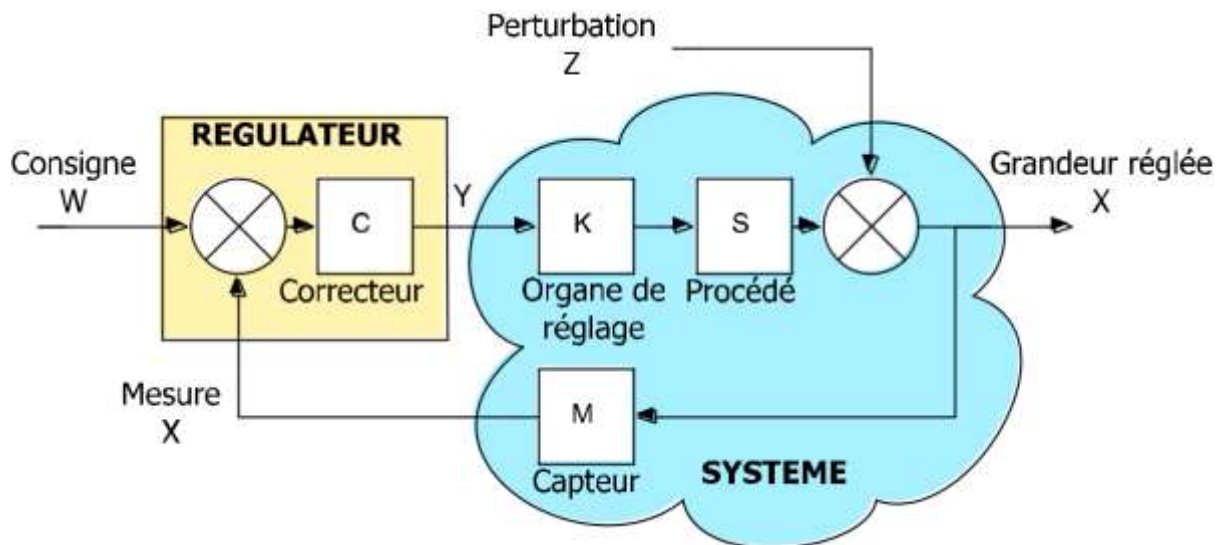 Perturbation
Z
REGULATEUR
Consigne
W
C
Correcteur
Y
K
Organe de
réglage
S
Procédé
Grandeur réglée
X
Mesure
X
M
Capteur
SYSTEME